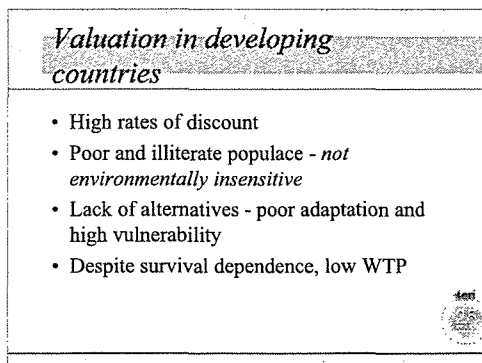 Valuation in developing
countries
• High rates of discount
• Poor and illiterate populace - not
environmentally insensitive
• Lack of alternatives - poor adaptation and
high vulnerability
• Despite survival dependence, low WTP
teri